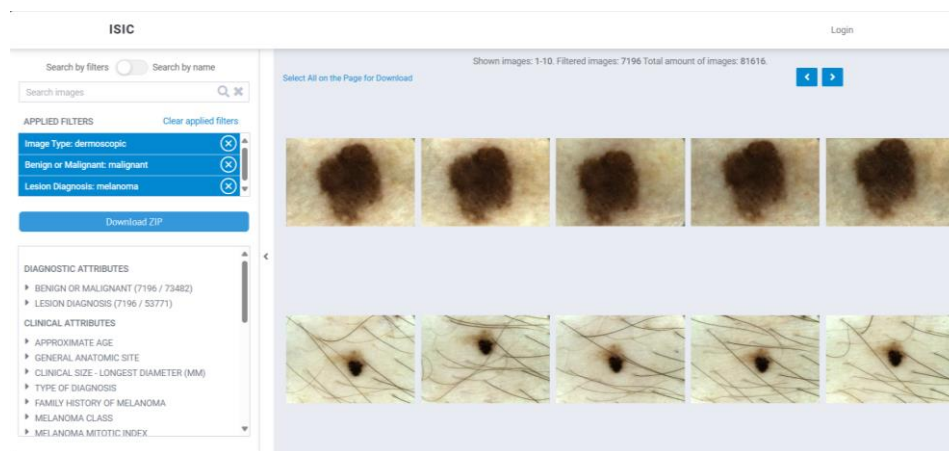 ISIC
Login
Search by filters Search by name
Search images
APPLIED FILTERS Clear applied filters
Image Type: dermoscopic
Benign or Malignant: malignant
Lesion Diagnosis: melanoma
Download ZIP
DIAGNOSTIC ATTRIBUTES
BENIGN OR MALIGNANT (7196 / 73482)
LESION DIAGNOSIS (7196 / 53771)
CLINICAL ATTRIBUTES
APPROXIMATE AGE
GENERAL ANATOMIC SITE
CLINICAL SIZE - LONGEST DIAMETER (MM)
TYPE OF DIAGNOSIS
FAMILY HISTORY OF MELANOMA
MELANOMA CLASS
MELANOMA MITOTIC INDEX
Shown images: 1-10. Filtered images: 7196 Total amount of images: 81616.
Select All on the Page for Download